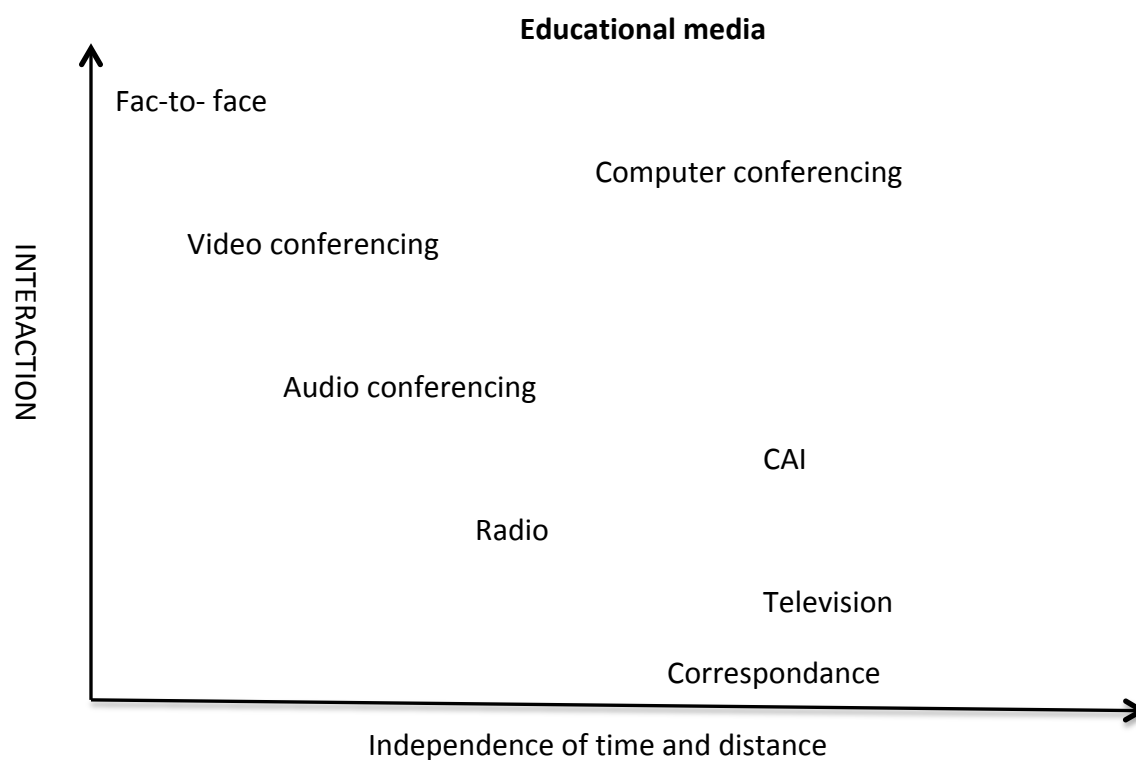 Educational media
Fac-to- face
Computer conferencing
Video conferencing
INTERACTION
Audio conferencing
CAI
Radio
Television
Correspondance
Independence of time and distance